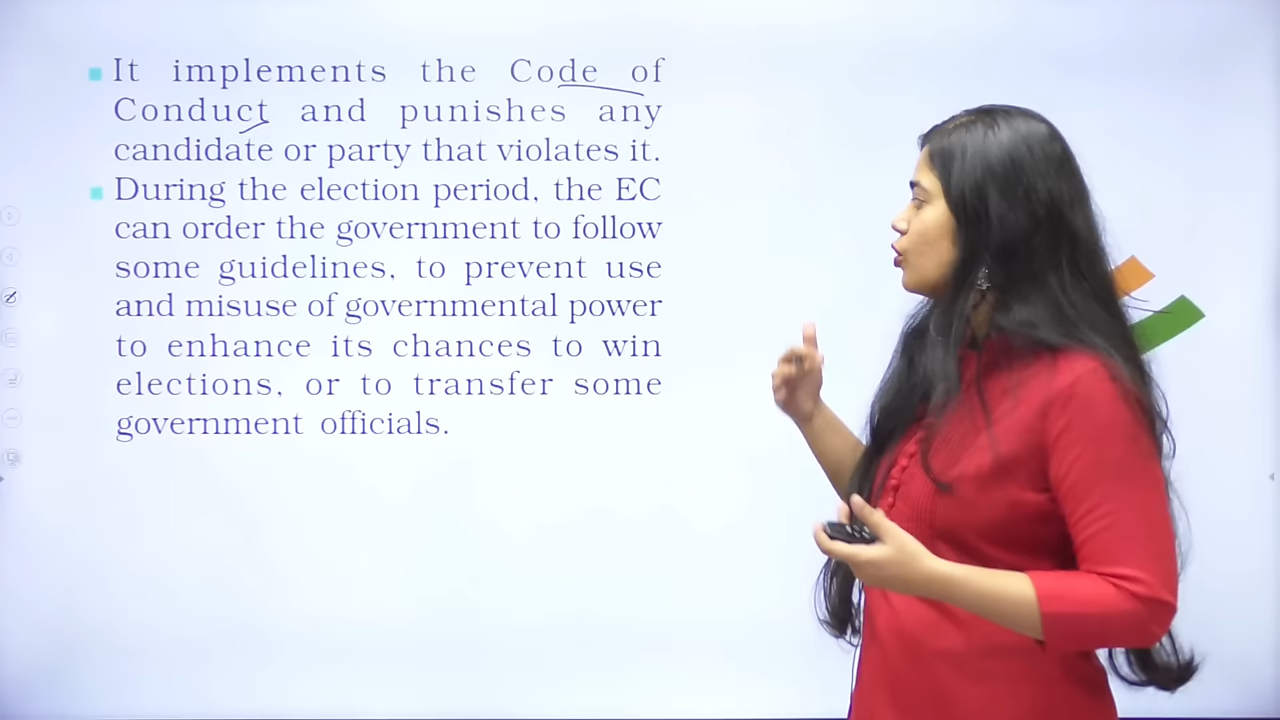 It implements the Code of
Conduct and punishes any
candidate or party that violates it.
During the election period, the EC
can order the government to follow
some guidelines, to prevent use
and misuse of governmental power
to enhance its chances to win
elections, or to transfer some
government officials.